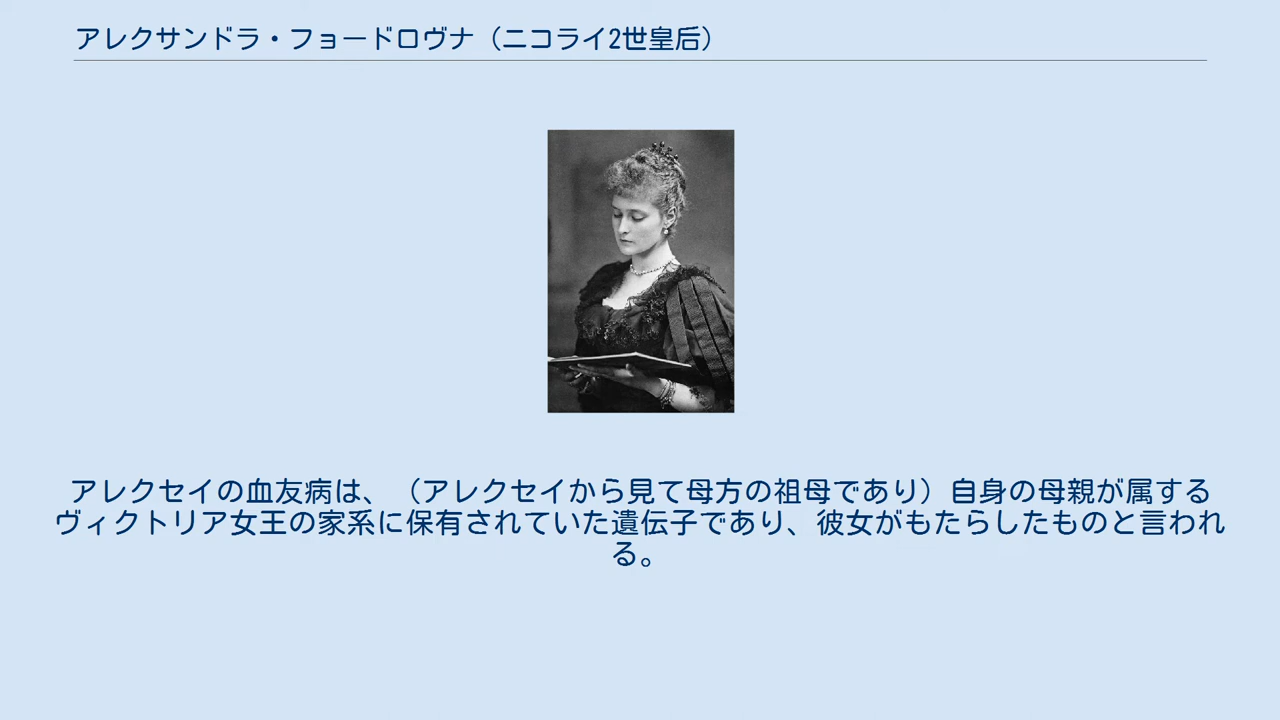 アレクサンドラ・フョードロヴナ（ニコライ2世皇后）
アレクセイの血友病は、（アレクセイから見て母方の祖母であり）自身の母親が属する
ヴィクトリア女王の家系に保有されていた遺伝子であり、彼女がもたらしたものと言われ
る。